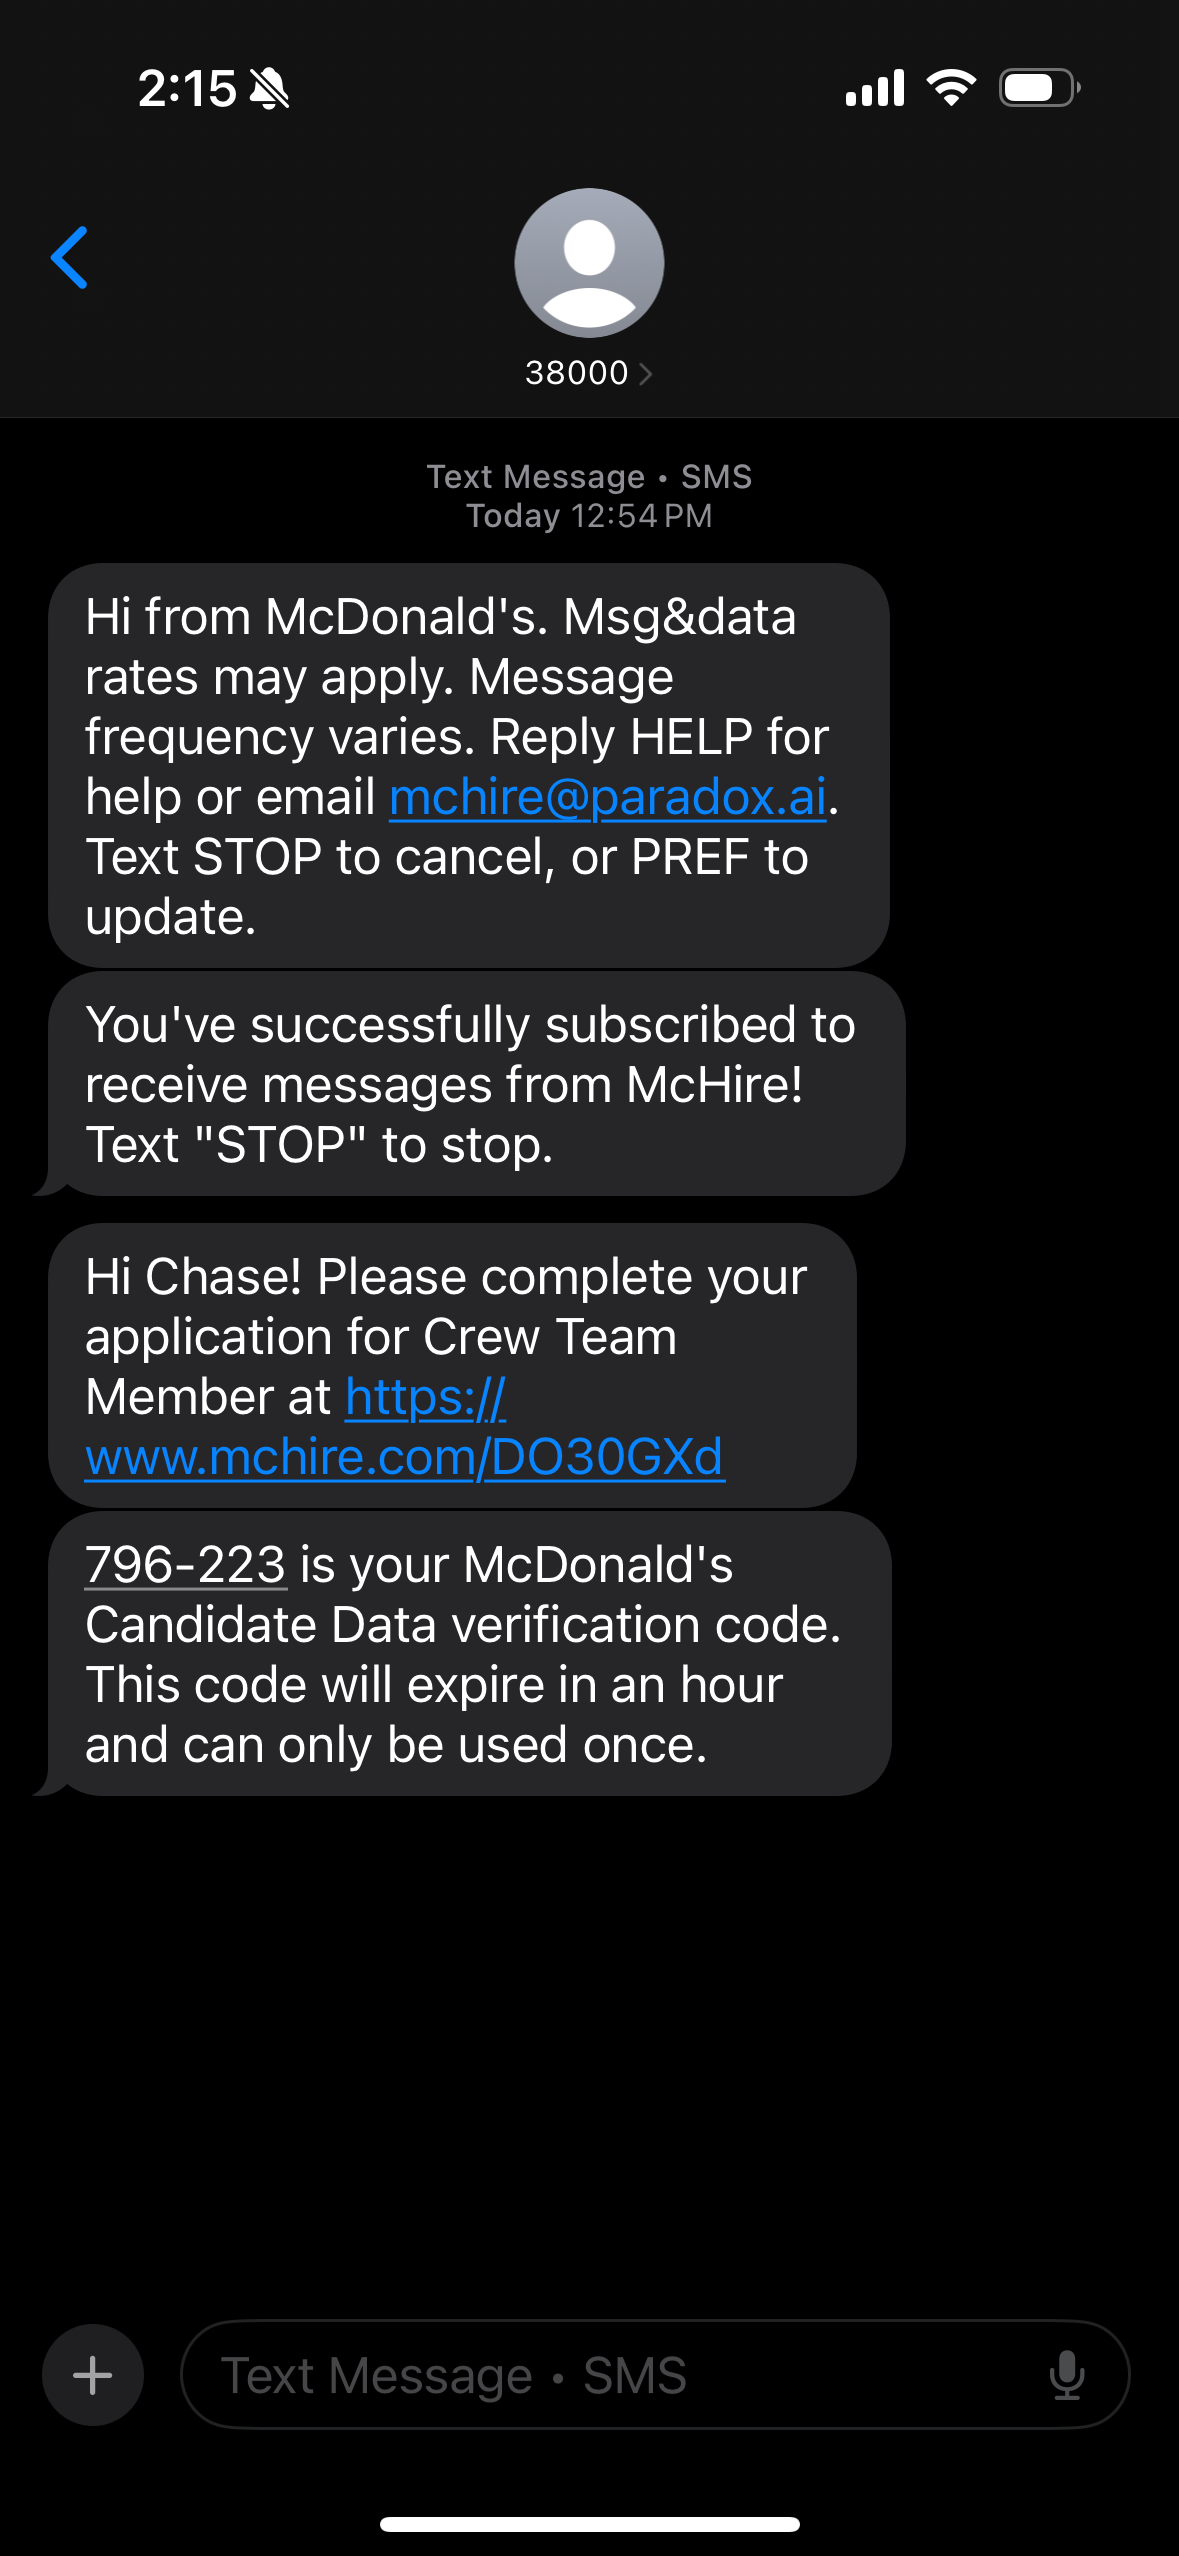 2:15
38000
Text Message • SMS
Today 12:54 PM
Hi from McDonald's. Msg&data
rates may apply. Message
frequency varies. Reply HELP for
help or email mchire@paradox.ai.
Text STOP to cancel, or PREF to
update.
You've successfully subscribed to
receive messages from McHire!
Text "STOP" to stop.
Hi Chase! Please complete your
application for Crew Team
Member at https://
www.mchire.com/DO30GXd
796-223 is your McDonald's
Candidate Data verification code.
This code will expire in an hour
and can only be used once.
Text Message • SMS